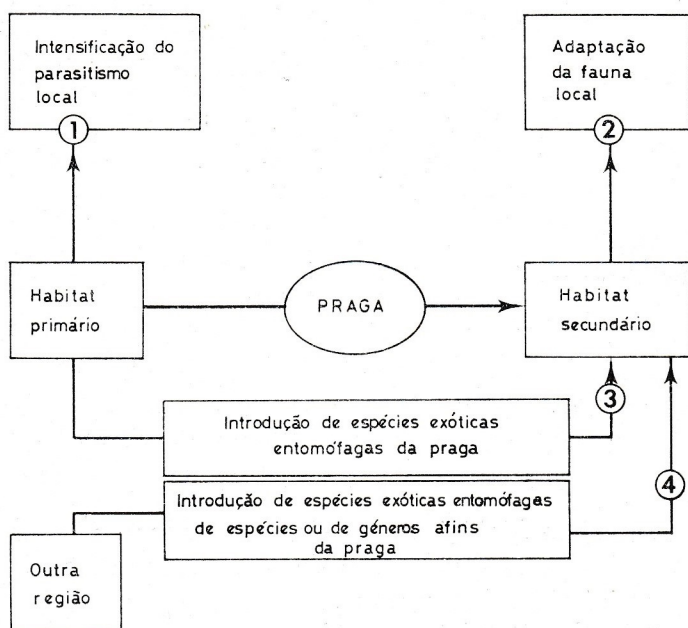 Intensificação do
parasitismo
local
1
Adaptação
da fauna
local
2
Habitat
primário
PRAGA
Habitat
secundário
3
Introdução de espécies exóticas
entomófagas da praga
4
Introdução de espécies exóticas entomófagas
de espécies ou de géneros afins
da praga
Outra
região